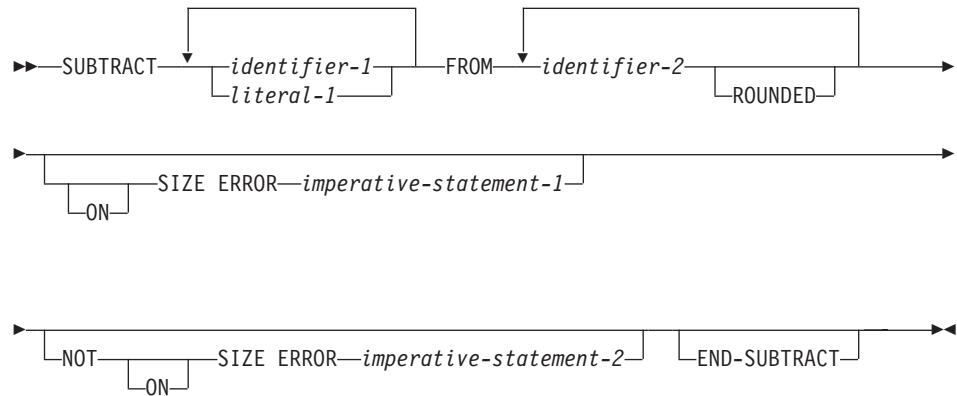 SUBTRACT identifier-1 FROM identifier-2
literal-1 ROUNDED
SIZE ERROR imperative-statement-1
ON
NOT SIZE ERROR imperative-statement-2 END-SUBTRACT
ON